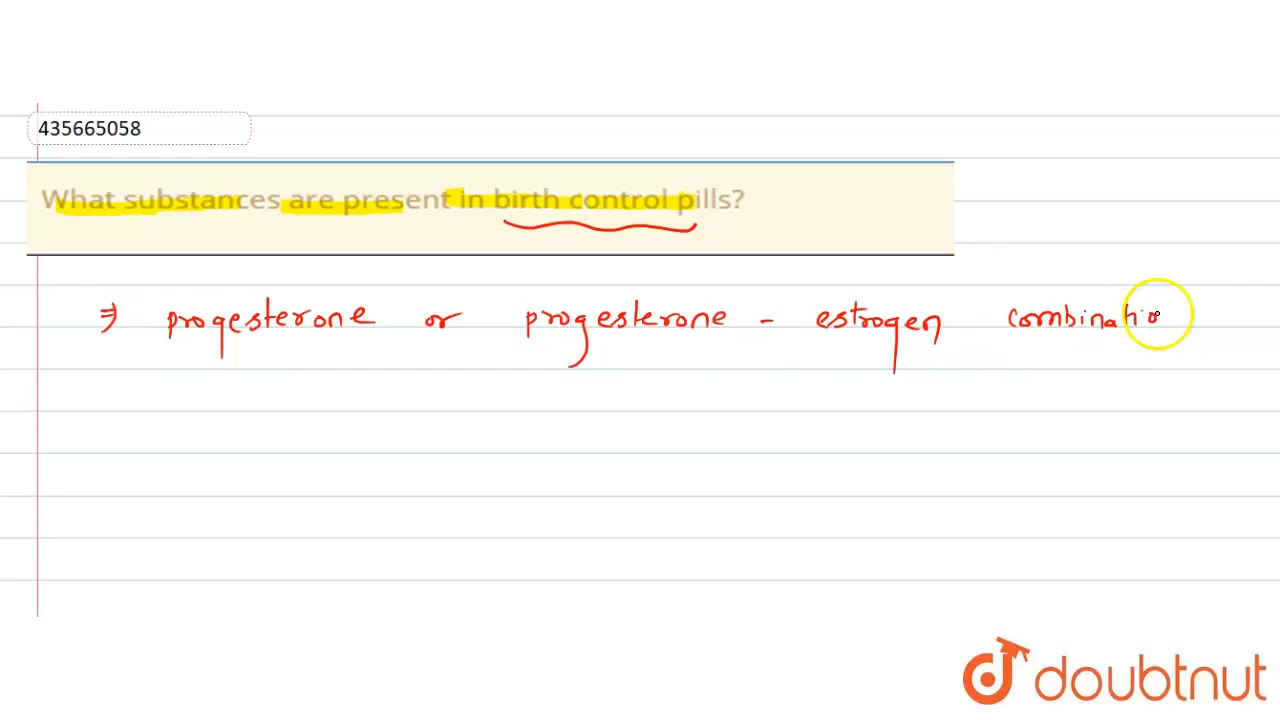 435665058
What substances are present in birth control pills?
⇒ progesterone or progesterone - estrogen combinatio
doubtnut